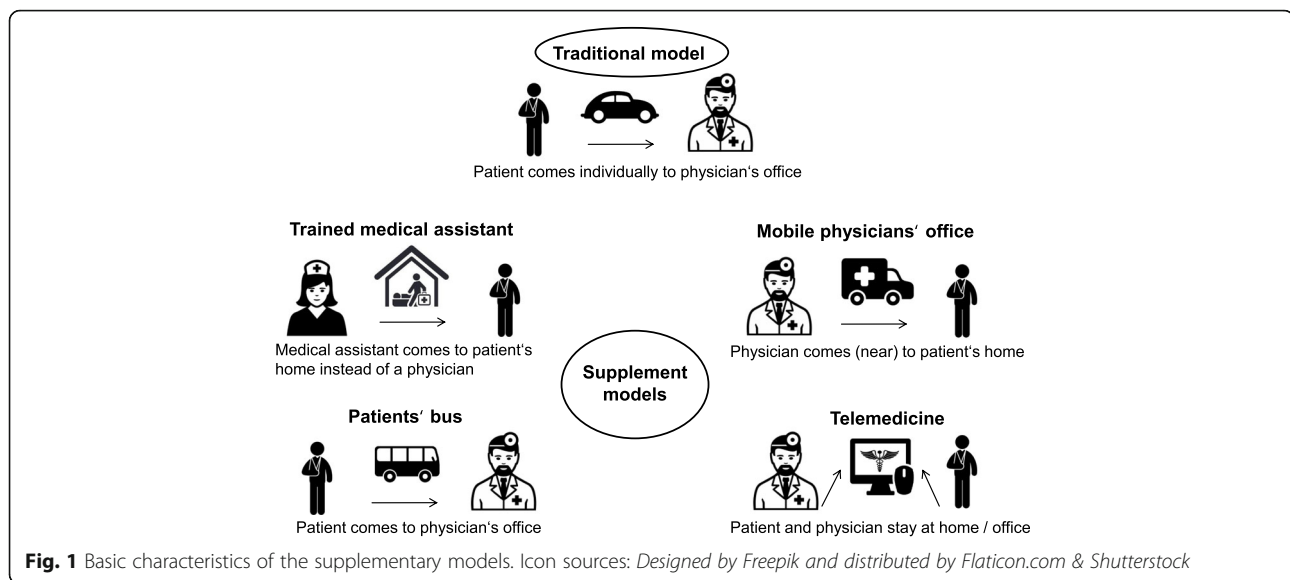 Traditional model
Patient comes individually to physician‘s office
Trained medical assistant
Medical assistant comes to patient‘s
home instead of a physician
Mobile physicians‘ office
Physician comes (near) to patient‘s home
Supplement
models
Patients‘ bus
Patient comes to physician‘s office
Telemedicine
Patient and physician stay at home / office
Fig. 1 Basic characteristics of the supplementary models. Icon sources: Designed by Freepik and distributed by Flaticon.com & Shutterstock